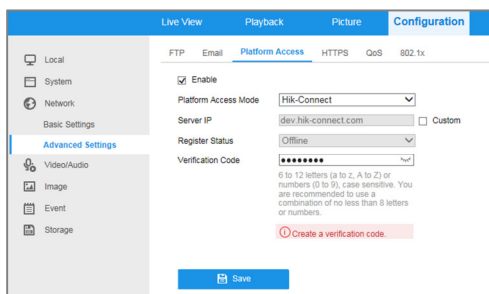 Live View Playback Picture Configuration
FTP Email Platform Access HTTPS QoS 802.1x
Local
System
Network
Basic Settings
Advanced Settings
Video/Audio
Image
Event
Storage
Enable
Platform Access Mode Hik-Connect
Server IP dev.hik-connect.com Custom
Register Status Offline
Verification Code ●●●●●●●●
6 to 12 letters (a to z, A to Z) or
numbers (0 to 9), case sensitive. You
are recommended to use a
combination of no less than 8 letters
or numbers.
Create a verification code.
Save